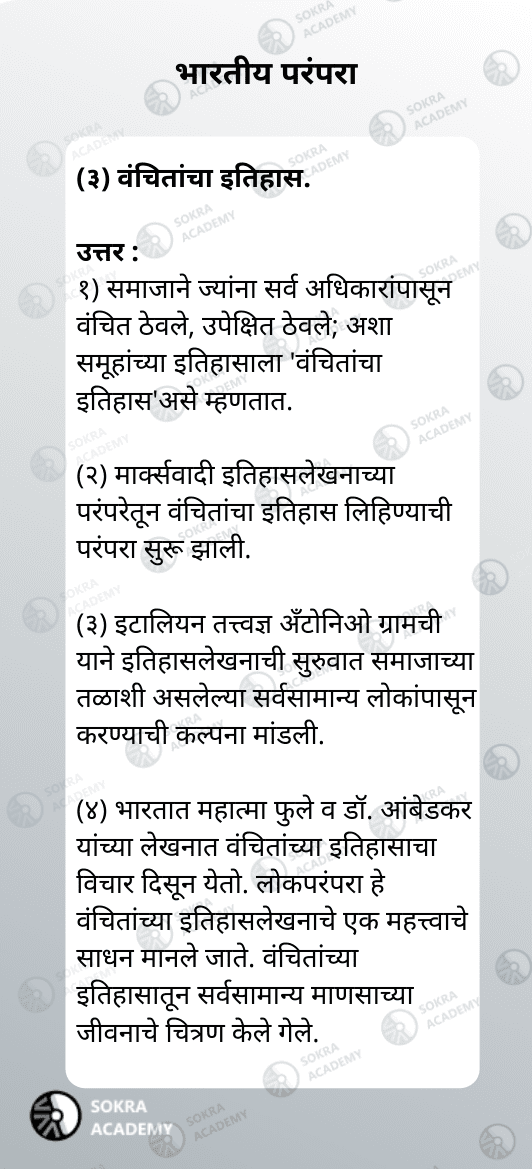 भारतीय परंपरा
(३) वंचितांचा इतिहास.
उत्तर :
१) समाजाने ज्यांना सर्व अधिकारांपासून
वंचित ठेवले, उपेक्षित ठेवले; अशा
समूहांच्या इतिहासाला 'वंचितांचा
इतिहास'असे म्हणतात.
(२) मार्क्सवादी इतिहासलेखनाच्या
परंपरेतून वंचितांचा इतिहास लिहिण्याची
परंपरा सुरू झाली.
(३) इटालियन तत्त्वज्ञ अँटोनिओ ग्रामची
याने इतिहासलेखनाची सुरुवात समाजाच्या
तळाशी असलेल्या सर्वसामान्य लोकांपासून
करण्याची कल्पना मांडली.
(४) भारतात महात्मा फुले व डॉ. आंबेडकर
यांच्या लेखनात वंचितांच्या इतिहासाचा
विचार दिसून येतो. लोकपरंपरा हे
वंचितांच्या इतिहासलेखनाचे एक महत्त्वाचे
साधन मानले जाते. वंचितांच्या
इतिहासातून सर्वसामान्य माणसाच्या
जीवनाचे चित्रण केले गेले.
SOKRA
ACADEMY